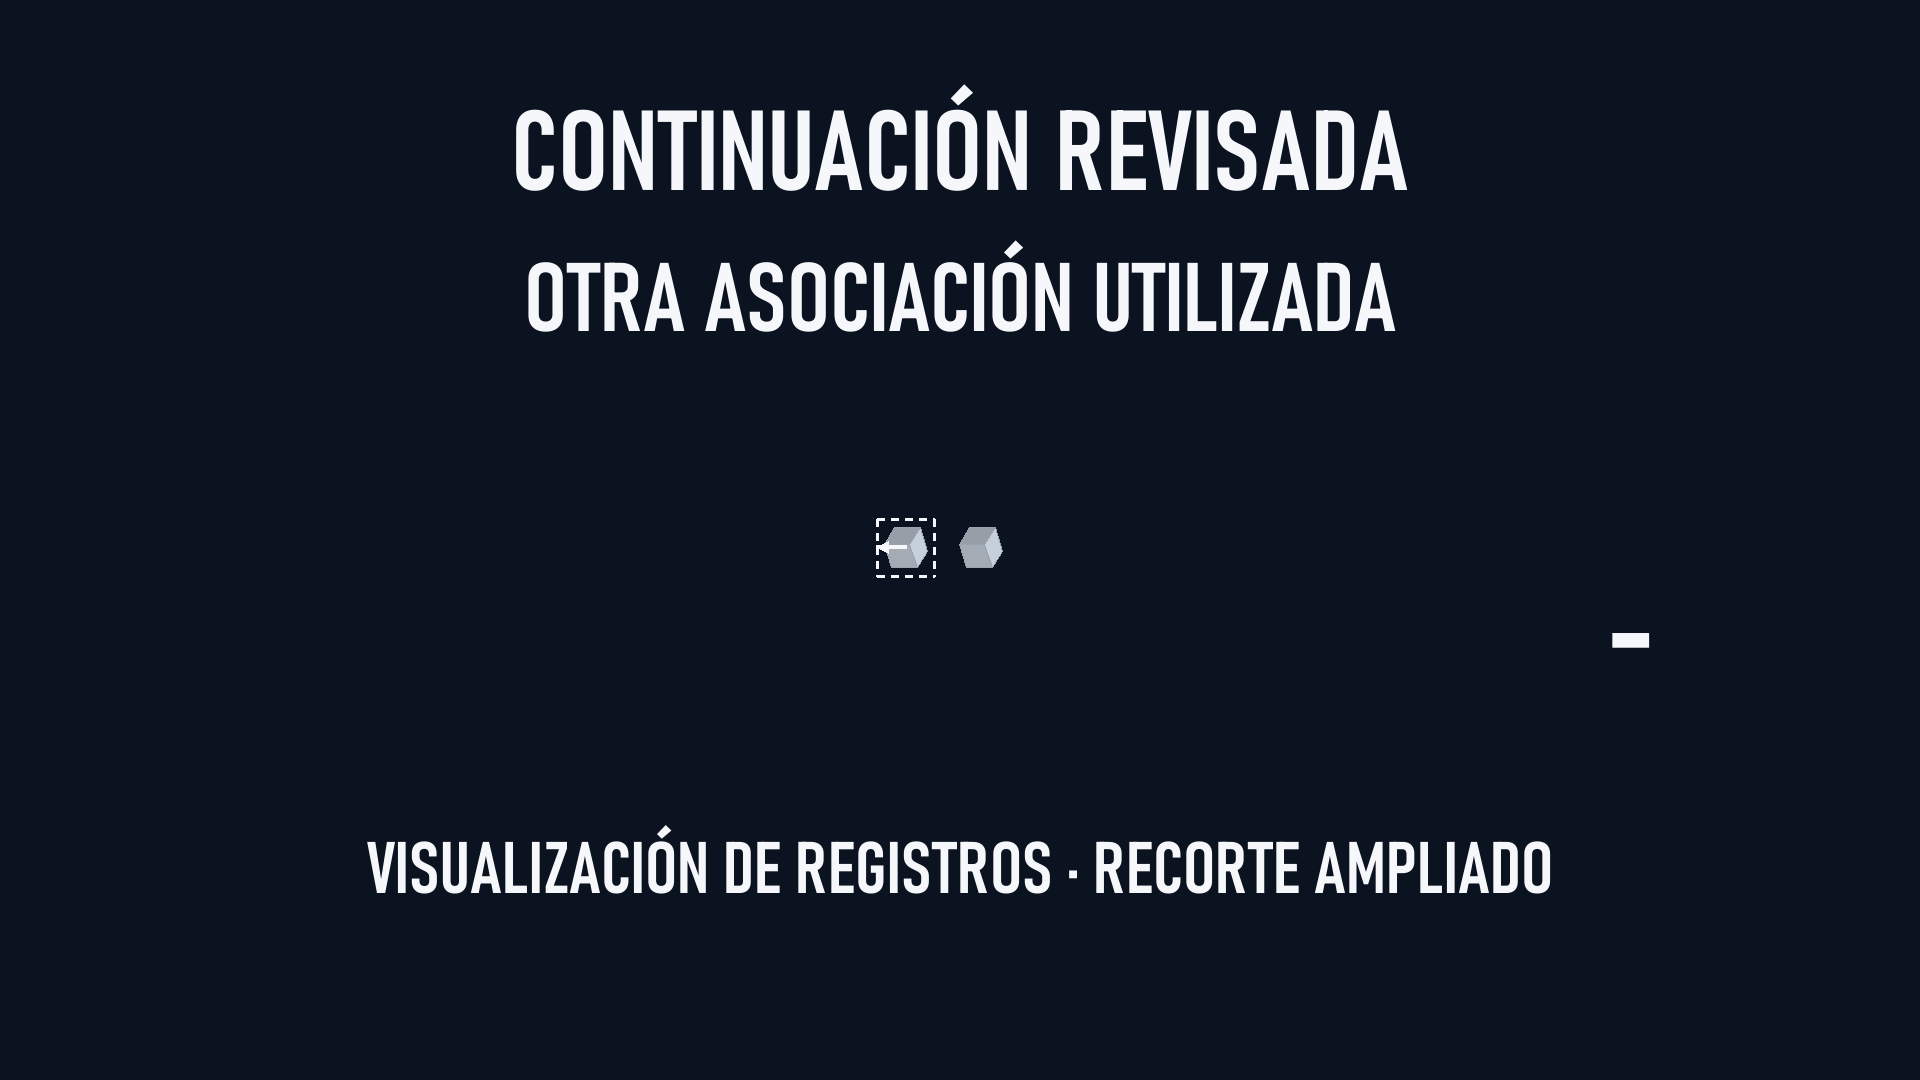 CONTINUACIÓN REVISADA
OTRA ASOCIACIÓN UTILIZADA
VISUALIZACIÓN DE REGISTROS · RECORTE AMPLIADO